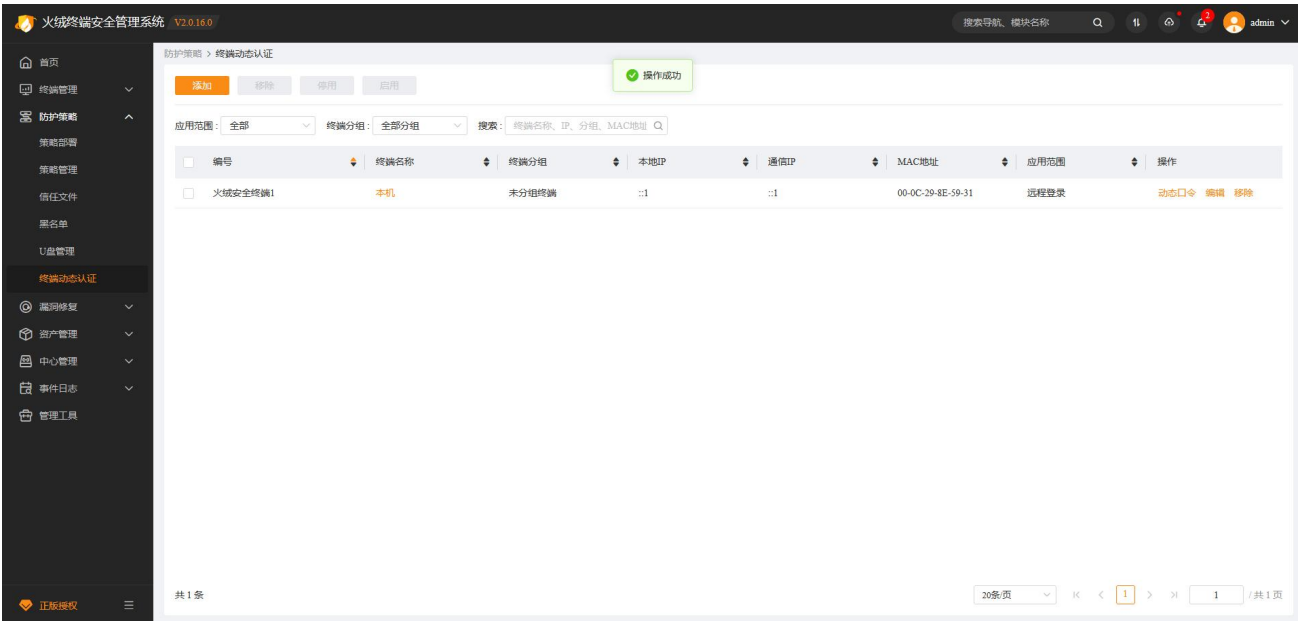 火绒终端安全管理系统 V2.0.16.0 搜索导航、模块名称 2 admin
首页
终端管理
防护策略
策略部署
策略管理
信任文件
黑名单
U盘管理
终端动态认证
漏洞修复
资产管理
中心管理
事件日志
管理工具
正版授权
防护策略 > 终端动态认证
操作成功
添加 移除 停用 启用
应用范围： 全部 终端分组： 全部分组 搜索： 终端名称、IP、分组、MAC地址
编号 终端名称 终端分组 本地IP 通信IP MAC地址 应用范围 操作
火绒安全终端1 本机 未分组终端 ::1 ::1 00-0C-29-8E-59-31 远程登录 动态口令 编辑 移除
共 1 条 20条/页 1 1 / 共 1 页